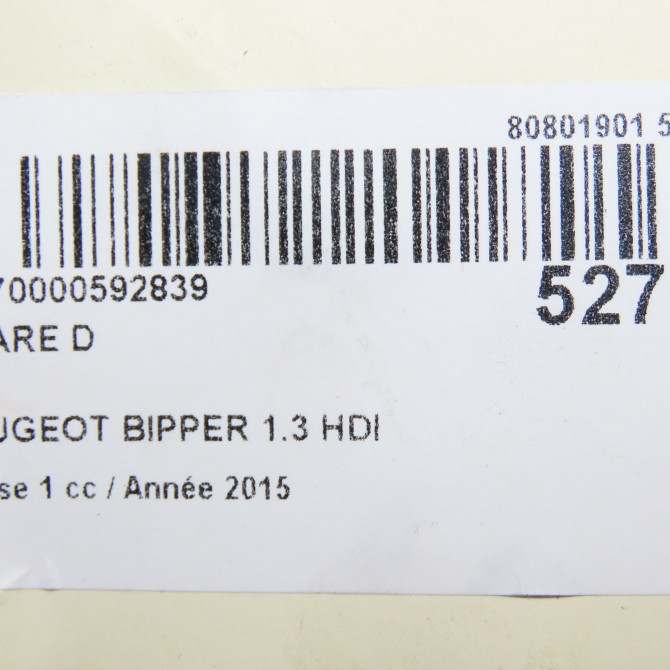 80801901 5
70000592839
527
ARE D
UGEOT BIPPER 1.3 HDI
se 1 cc / Année 2015